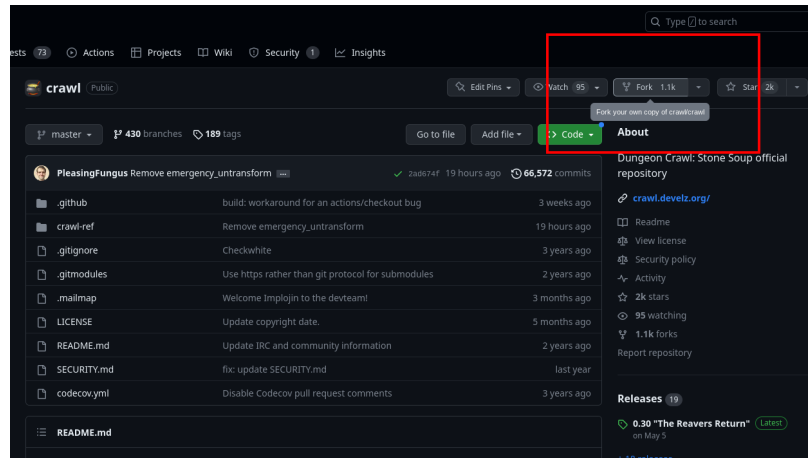 Type / to search
ests 73 Actions Projects Wiki Security 1 Insights
crawl Public Edit Pins Watch 95 Fork 1.1k Star 2k
Fork your own copy of crawl/crawl
master 430 branches 189 tags Go to file Add file Code
About
Dungeon Crawl: Stone Soup official
repository
crawl.develz.org/
Readme
View license
Security policy
Activity
2k stars
95 watching
1.1k forks
Report repository
Releases 19
0.30 "The Reavers Return" Latest
on May 5
PleasingFungus Remove emergency_untransform ... 2ad674f 19 hours ago 66,572 commits
.github build: workaround for an actions/checkout bug 3 weeks ago
crawl-ref Remove emergency_untransform 19 hours ago
.gitignore Checkwhite 3 years ago
.gitmodules Use https rather than git protocol for submodules 2 years ago
.mailmap Welcome Implojin to the devteam! 3 months ago
LICENSE Update copyright date. 5 months ago
README.md Update IRC and community information 2 years ago
SECURITY.md fix: update SECURITY.md last year
codecov.yml Disable Codecov pull request comments 3 years ago
README.md